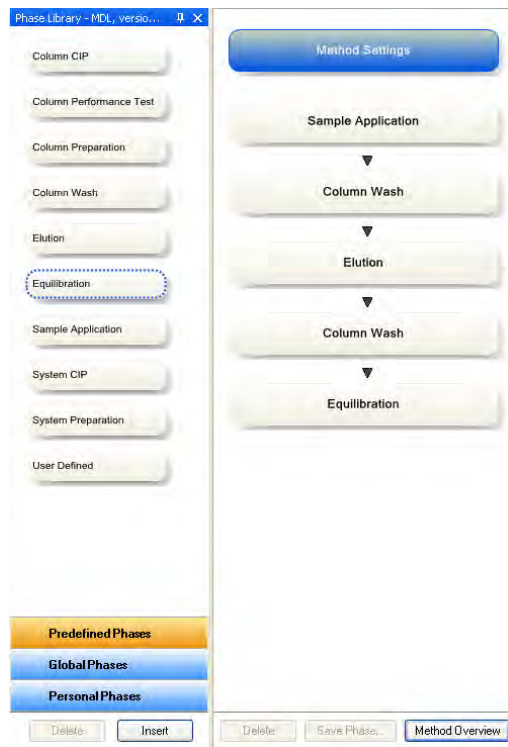 Phase Library - MDL, versio...
Column CIP
Column Performance Test
Column Preparation
Column Wash
Elution
Equilibration
Sample Application
System CIP
System Preparation
User Defined
Predefined Phases
Global Phases
Personal Phases
Delete
Insert
Method Settings
Sample Application
Column Wash
Elution
Column Wash
Equilibration
Delete
Save Phase...
Method Overview